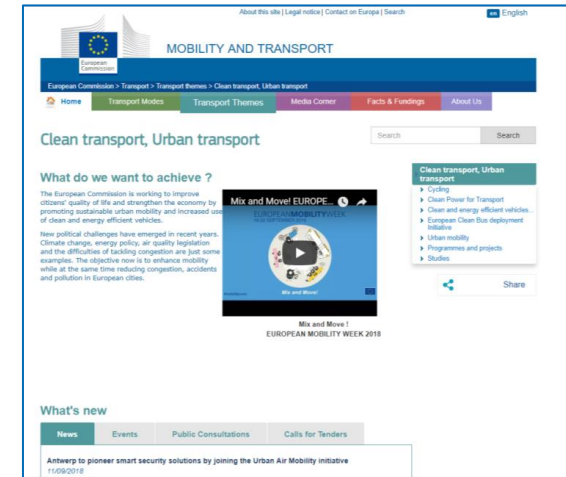 About this site | Legal notice | Contact on Europa | Search
en English
European Commission
MOBILITY AND TRANSPORT
European Commission > Transport > Transport themes > Clean transport, Urban transport
Home
Transport Modes
Transport Themes
Media Corner
Facts & Fundings
About Us
Clean transport, Urban transport
Search
Search
What do we want to achieve ?
The European Commission is working to improve
citizens' quality of life and strengthen the economy by
promoting sustainable urban mobility and increased use
of clean and energy efficient vehicles.
New political challenges have emerged in recent years.
Climate change, energy policy, air quality legislation
and the difficulties of tackling congestion are just some
examples. The objective now is to enhance mobility
while at the same time reducing congestion, accidents
and pollution in European cities.
Mix and Move! EUROPE...
EUROPEANMOBILITYWEEK
16-22 SEPTEMBER 2018
Mix and Move!
Mix and Move !
EUROPEAN MOBILITY WEEK 2018
Clean transport, Urban
transport
Cycling
Clean Power for Transport
Clean and energy efficient vehicles...
European Clean Bus deployment
Initiative
Urban mobility
Programmes and projects
Studies
Share
What's new
News
Events
Public Consultations
Calls for Tenders
Antwerp to pioneer smart security solutions by joining the Urban Air Mobility initiative
11/09/2018